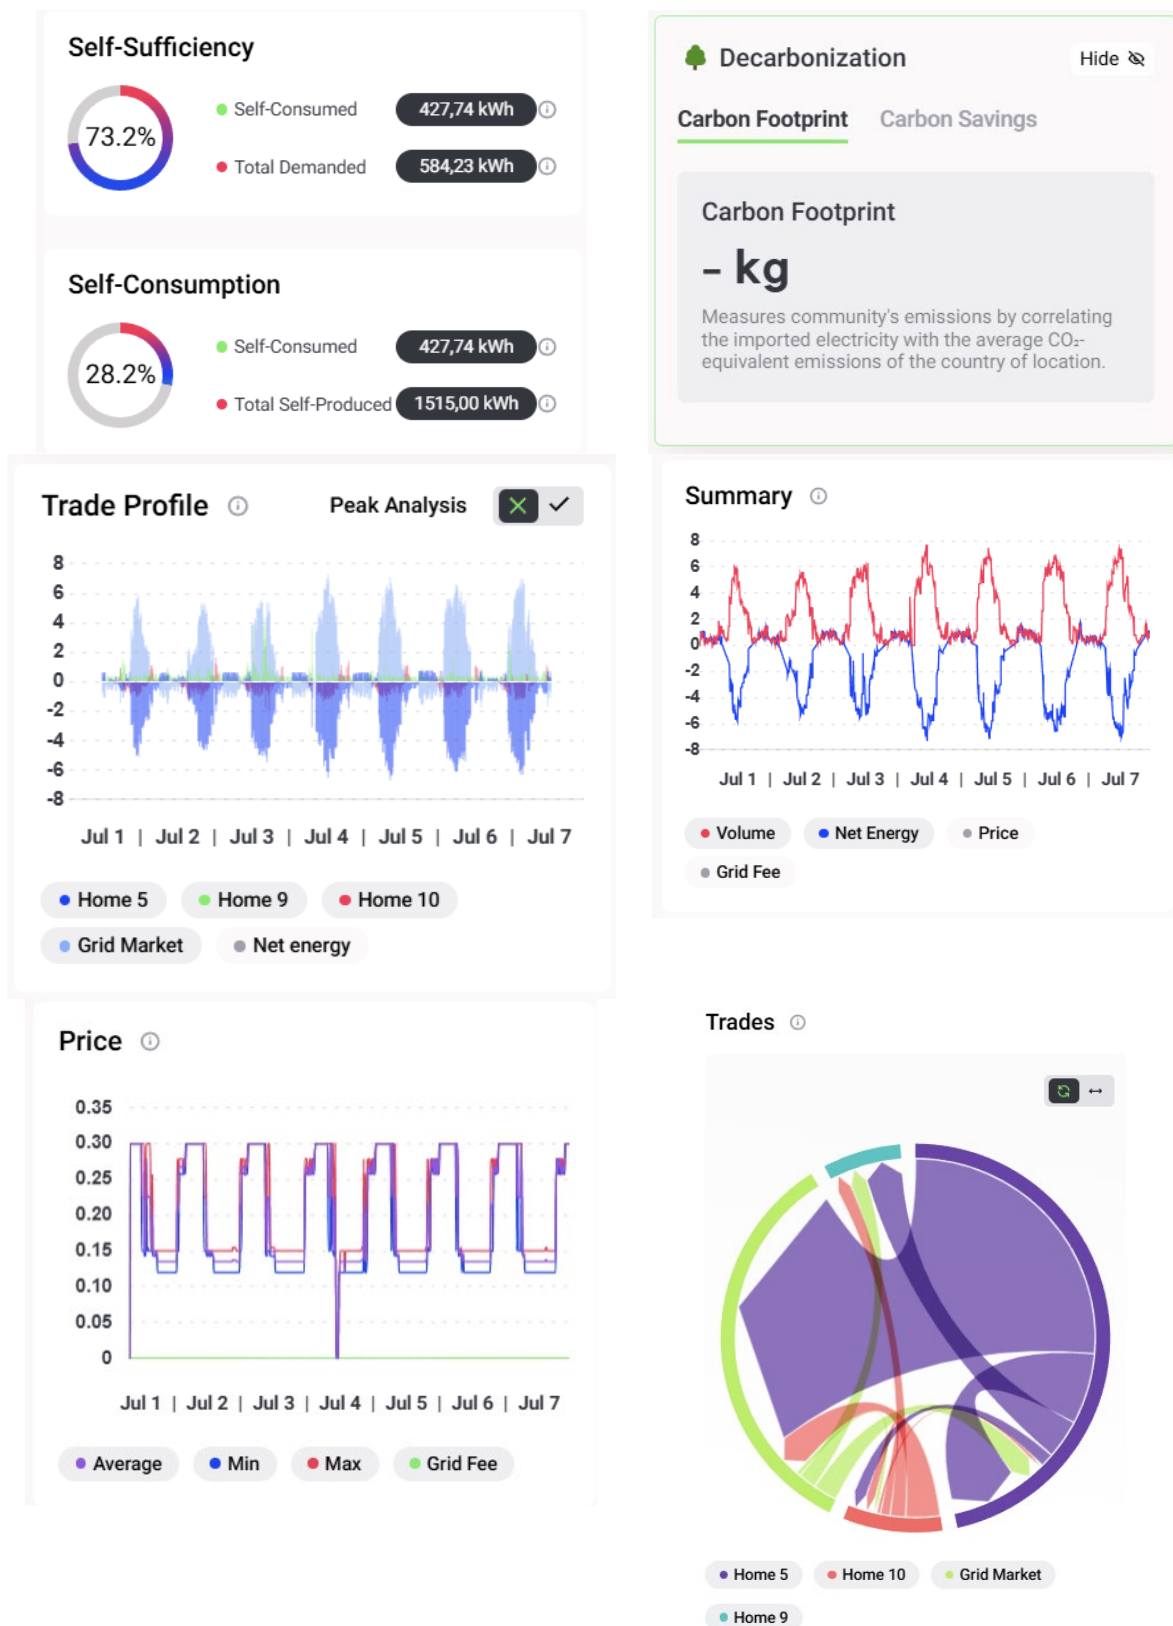 Self-Sufficiency
73.2%
Self-Consumed 427,74 kWh
Total Demanded 584,23 kWh
Self-Consumption
28.2%
Self-Consumed 427,74 kWh
Total Self-Produced 1515,00 kWh
Decarbonization Hide
Carbon Footprint Carbon Savings
Carbon Footprint
- kg
Measures community's emissions by correlating
the imported electricity with the average CO₂-
equivalent emissions of the country of location.
Trade Profile Peak Analysis
8
6
4
2
0
-2
-4
-6
-8
Jul 1 | Jul 2 | Jul 3 | Jul 4 | Jul 5 | Jul 6 | Jul 7
Home 5 Home 9 Home 10
Grid Market Net energy
Summary
8
6
4
2
0
-2
-4
-6
-8
Jul 1 | Jul 2 | Jul 3 | Jul 4 | Jul 5 | Jul 6 | Jul 7
Volume Net Energy Price
Grid Fee
Price
0.35
0.30
0.25
0.20
0.15
0.10
0.05
0
Jul 1 | Jul 2 | Jul 3 | Jul 4 | Jul 5 | Jul 6 | Jul 7
Average Min Max Grid Fee
Trades
Home 5 Home 10 Grid Market
Home 9